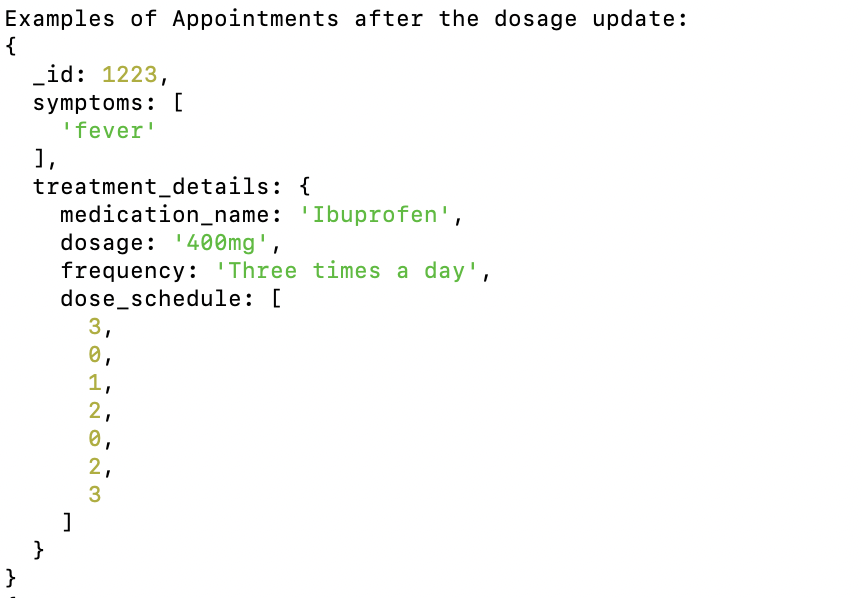 Examples of Appointments after the dosage update:
{
  _id: 1223,
  symptoms: [
    'fever'
  ],
  treatment_details: {
    medication_name: 'Ibuprofen',
    dosage: '400mg',
    frequency: 'Three times a day',
    dose_schedule: [
      3,
      0,
      1,
      2,
      0,
      2,
      3
    ]
  }
}